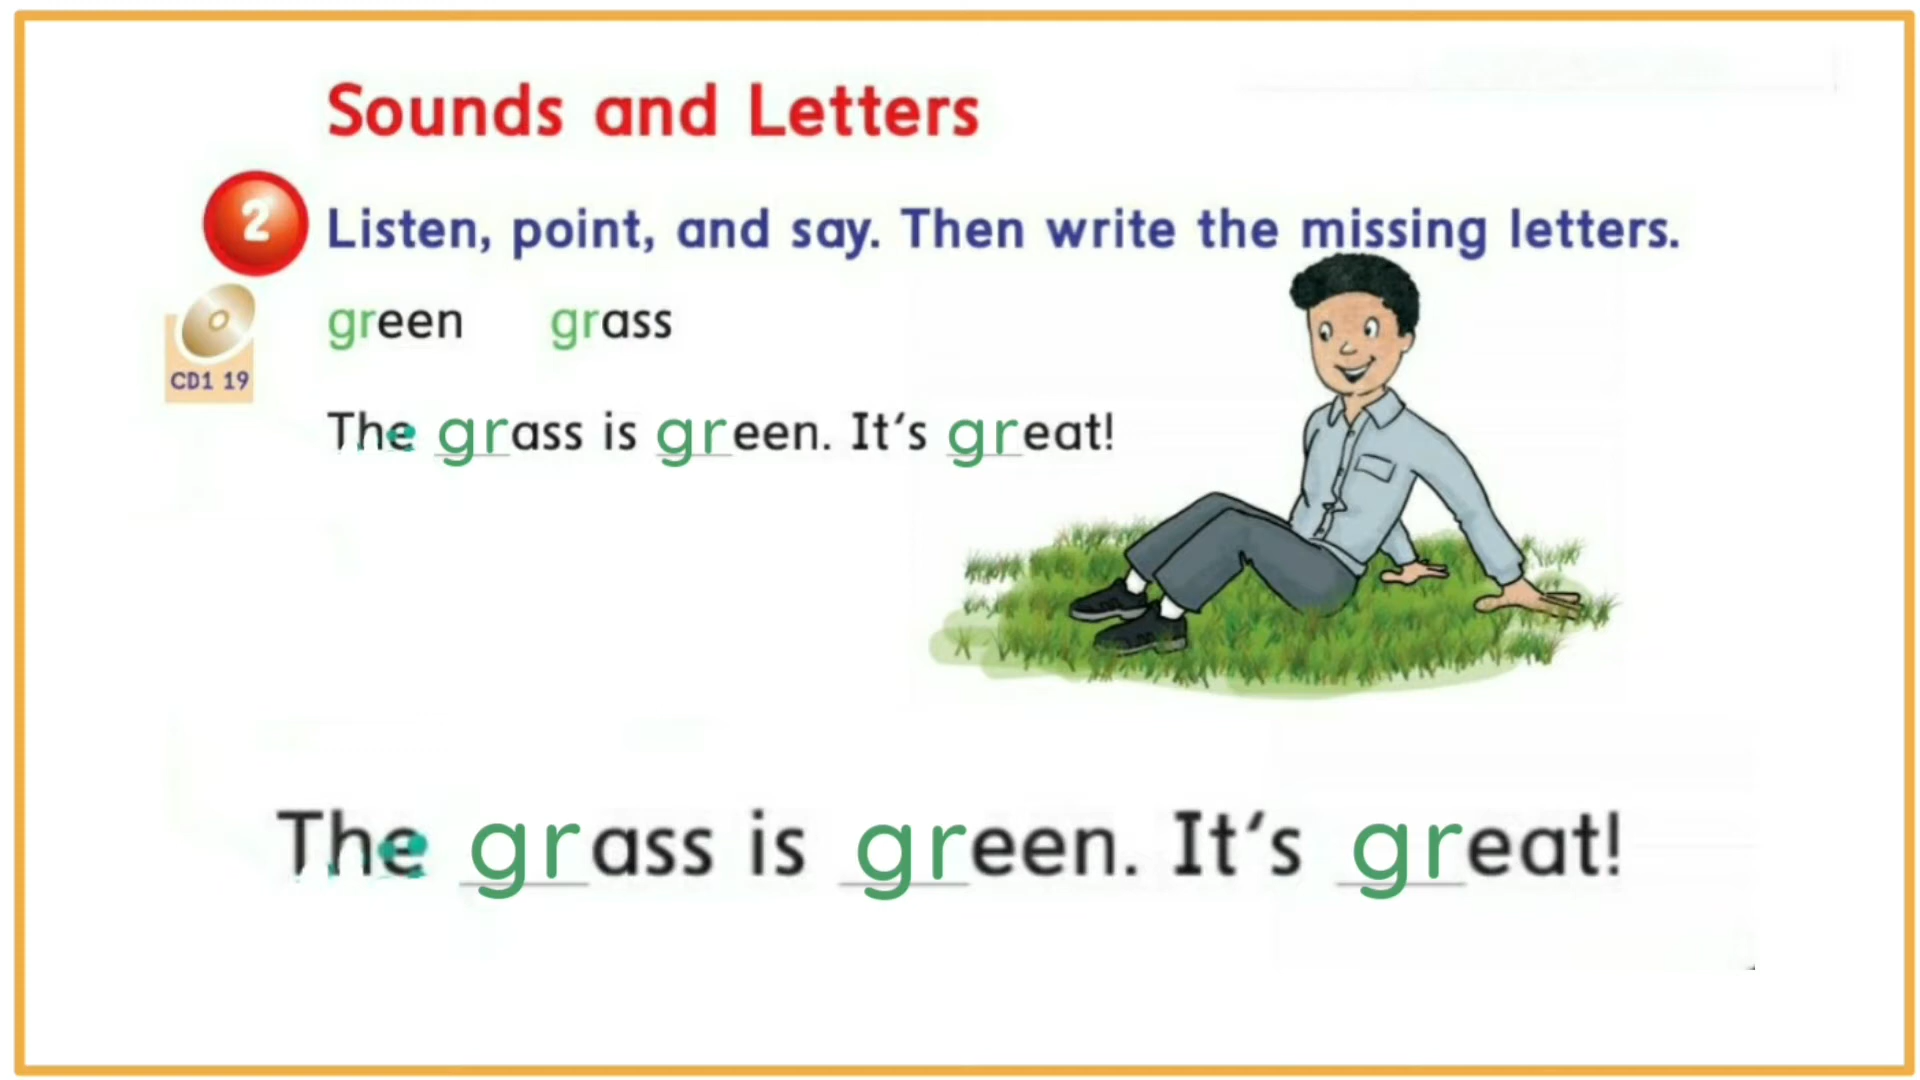 Sounds and Letters
2 Listen, point, and say. Then write the missing letters.
green grass
CD1 19
The grass is green. It's great!
The grass is green. It's great!